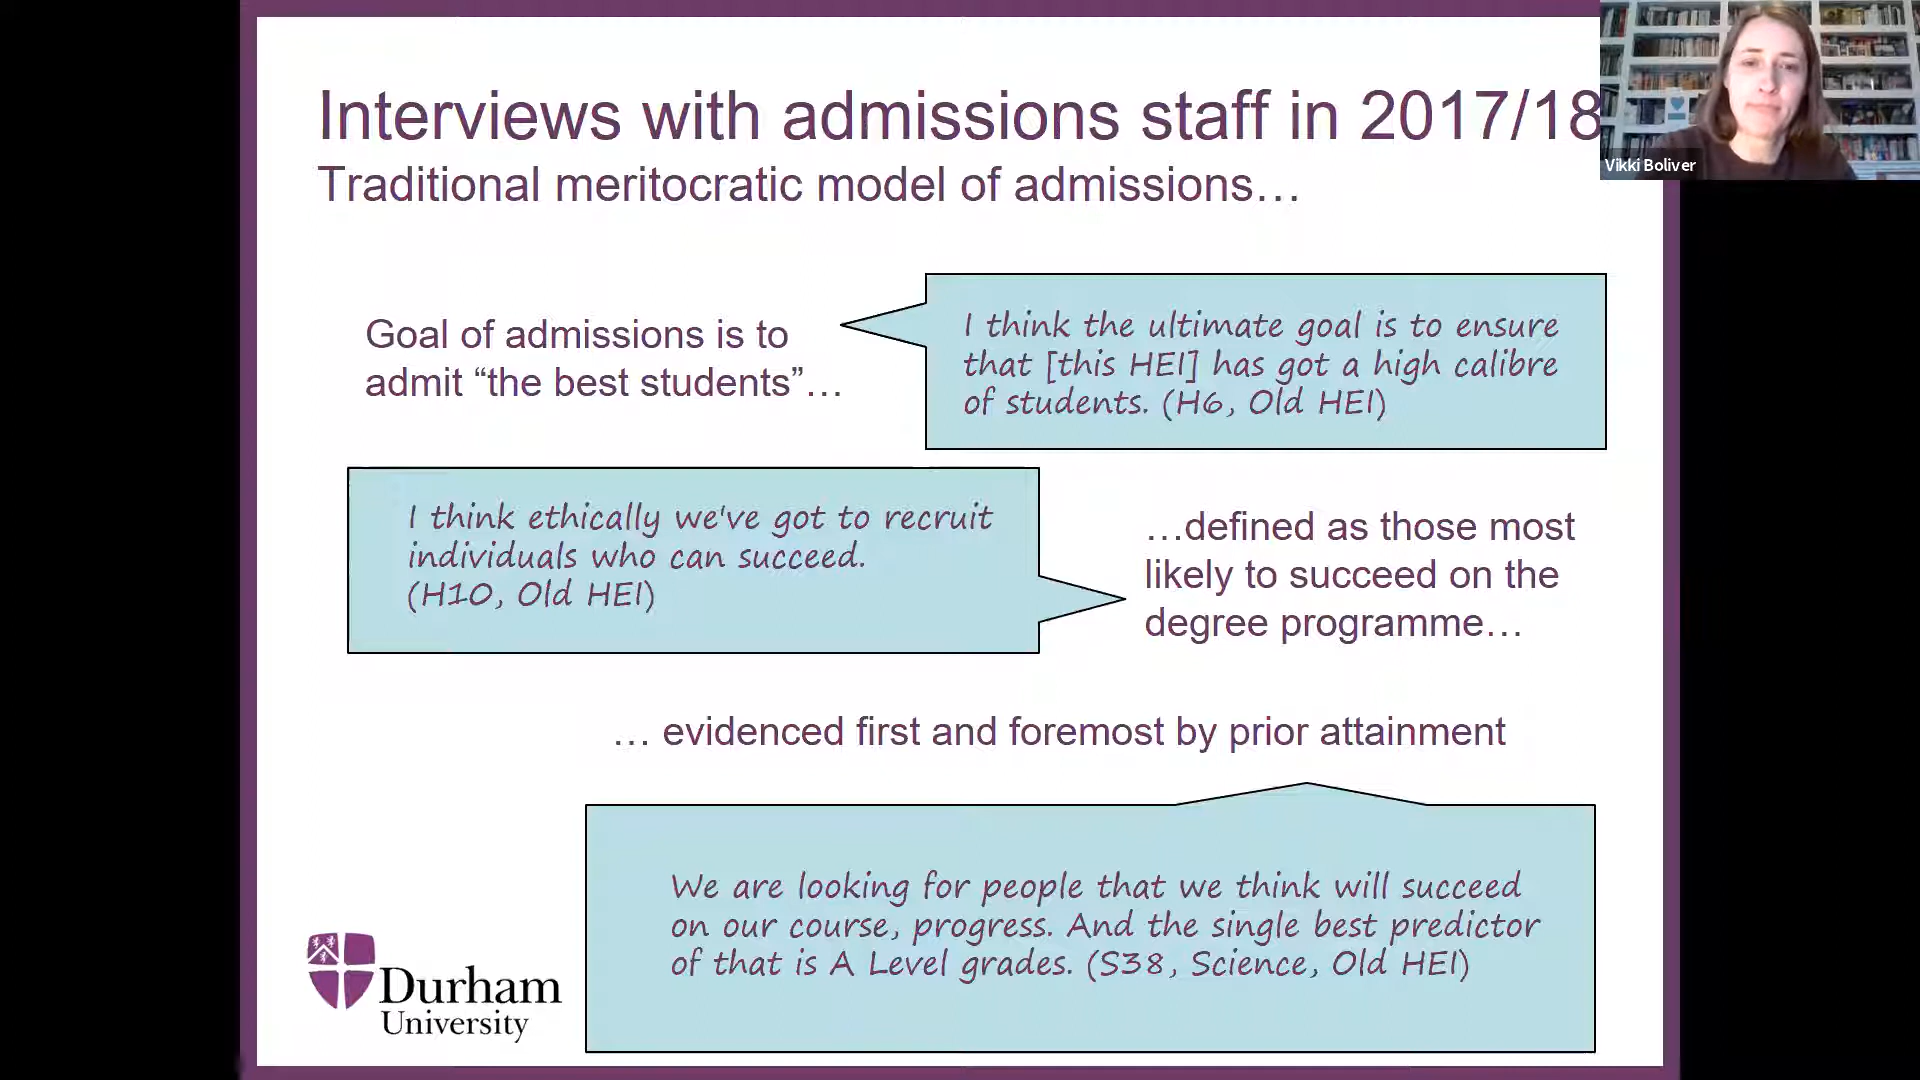 Interviews with admissions staff in 2017/18
Vikki Boliver
Traditional meritocratic model of admissions…
Goal of admissions is to
admit “the best students”…
I think the ultimate goal is to ensure
that [this HEI] has got a high calibre
of students. (H6, Old HEI)
I think ethically we've got to recruit
individuals who can succeed.
(H10, Old HEI)
…defined as those most
likely to succeed on the
degree programme…
… evidenced first and foremost by prior attainment
We are looking for people that we think will succeed
on our course, progress. And the single best predictor
of that is A Level grades. (S38, Science, Old HEI)
Durham
University